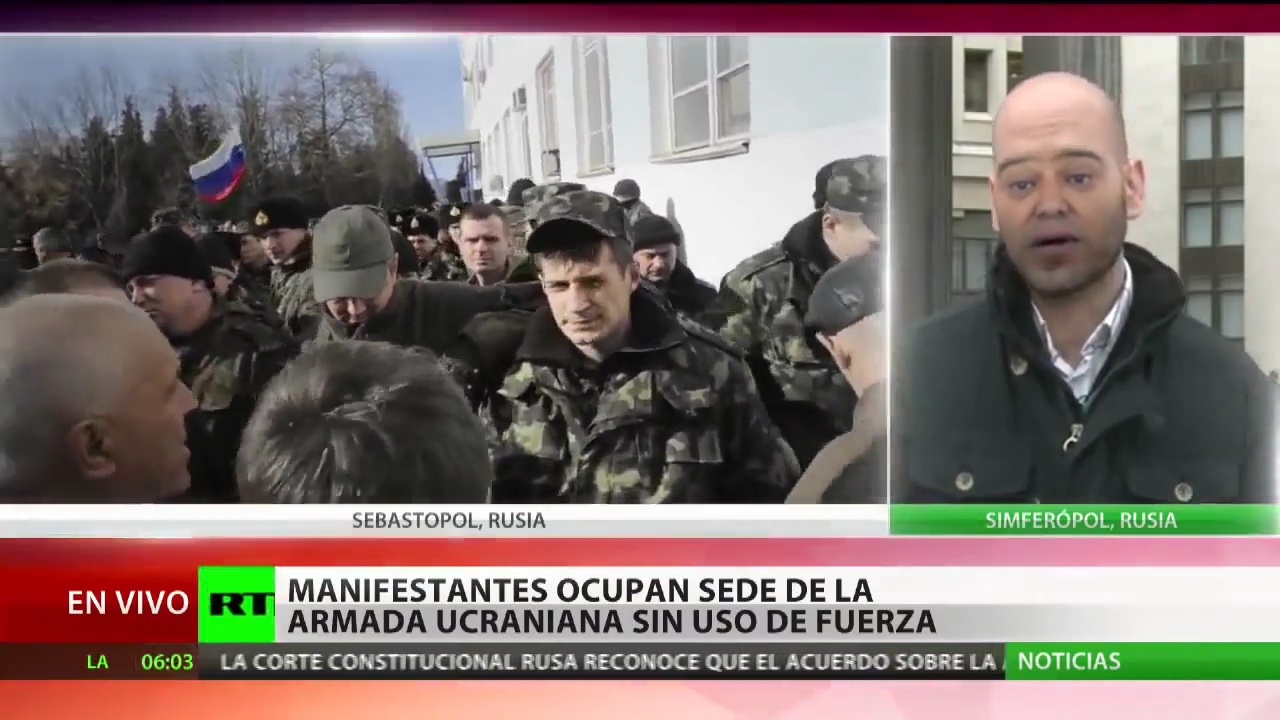 SEBASTOPOL, RUSIA
SIMFERÓPOL, RUSIA
EN VIVO
RT
MANIFESTANTES OCUPAN SEDE DE LA
ARMADA UCRANIANA SIN USO DE FUERZA
LA 06:03 LA CORTE CONSTITUCIONAL RUSA RECONOCE QUE EL ACUERDO SOBRE LA NOTICIAS